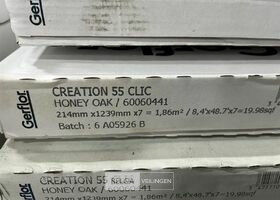 Gerflor
CREATION 55 CLIC
HONEY OAK / 60060441
214mm x1239mm x7 = 1,86m² / 8,4'x48.7'x7=19.98sqf
Batch : 6 A05926 B
Gerflor
CREATION 55
HONEY OAK / 60060441
VEILINGEN